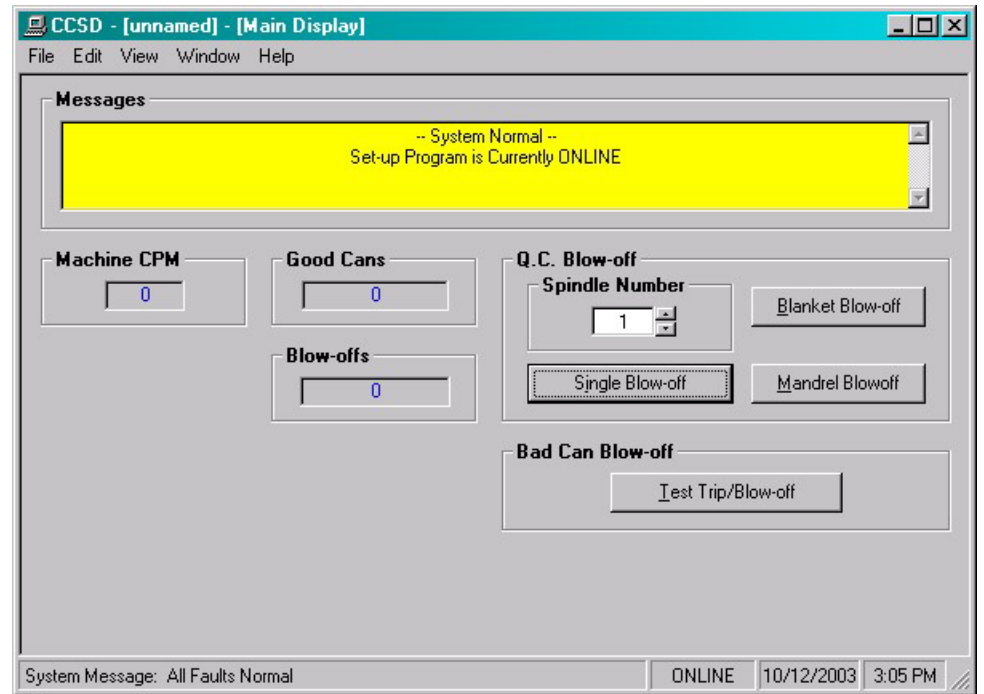 CCSD - [unnamed] - [Main Display]
File Edit View Window Help
Messages
-- System Normal --
Set-up Program is Currently ONLINE
Machine CPM
0
Good Cans
0
Blow-offs
0
Q.C. Blow-off
Spindle Number
1
Blanket Blow-off
Single Blow-off
Mandrel Blowoff
Bad Can Blow-off
Test Trip/Blow-off
System Message: All Faults Normal
ONLINE
10/12/2003
3:05 PM